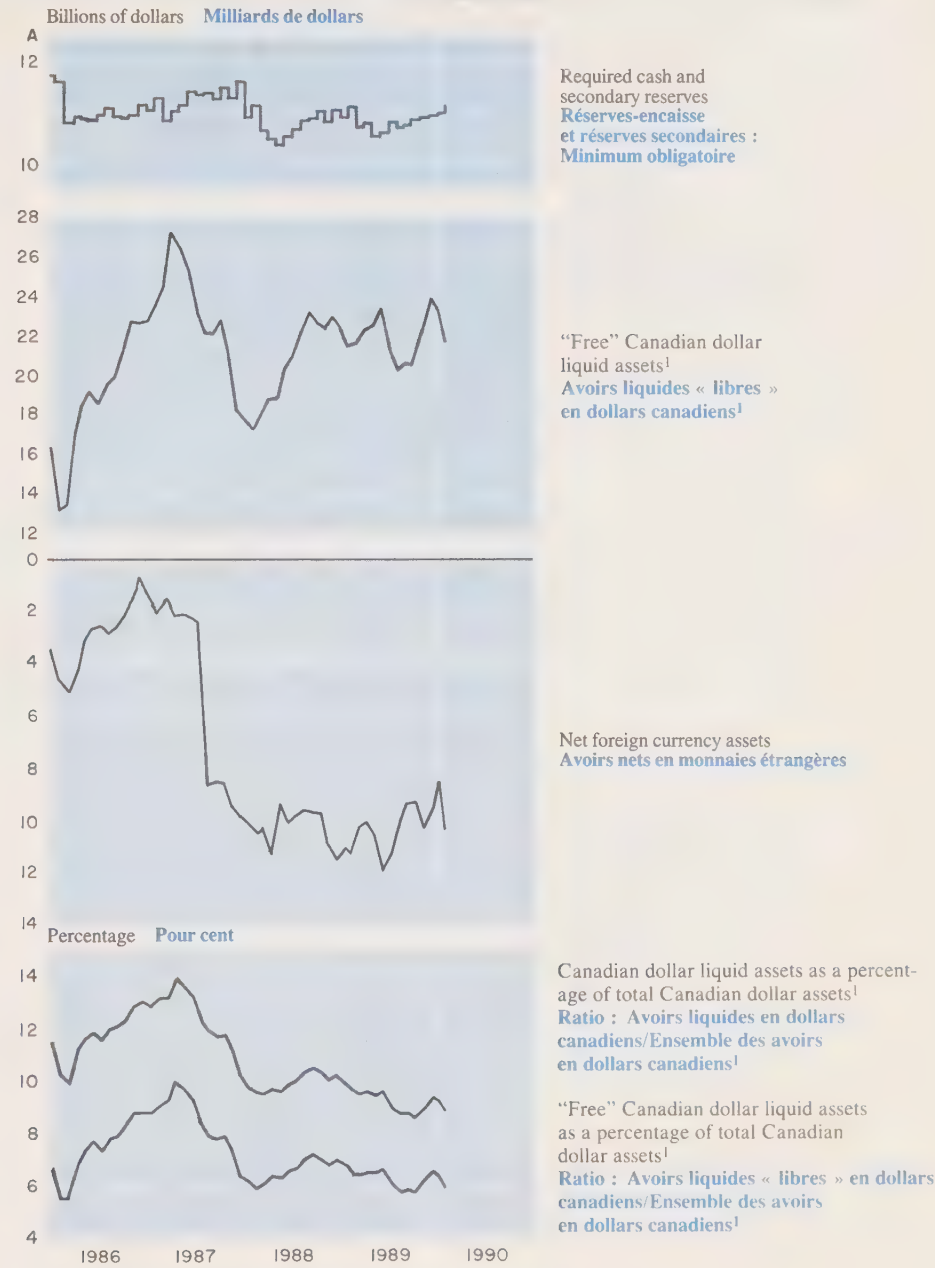 Billions of dollars Milliards de dollars
A
12
10
Required cash and
secondary reserves
Réserves-encaisse
et réserves secondaires :
Minimum obligatoire
28
26
24
22
20
18
16
14
12
"Free" Canadian dollar
liquid assets¹
Avoirs liquides « libres »
en dollars canadiens¹
0
2
4
6
8
10
12
14
Net foreign currency assets
Avoirs nets en monnaies étrangères
Percentage Pour cent
14
12
10
8
6
4
Canadian dollar liquid assets as a percent-
age of total Canadian dollar assets¹
Ratio : Avoirs liquides en dollars
canadiens/Ensemble des avoirs
en dollars canadiens¹
"Free" Canadian dollar liquid assets
as a percentage of total Canadian
dollar assets¹
Ratio : Avoirs liquides « libres » en dollars
canadiens/Ensemble des avoirs
en dollars canadiens¹
1986 1987 1988 1989 1990